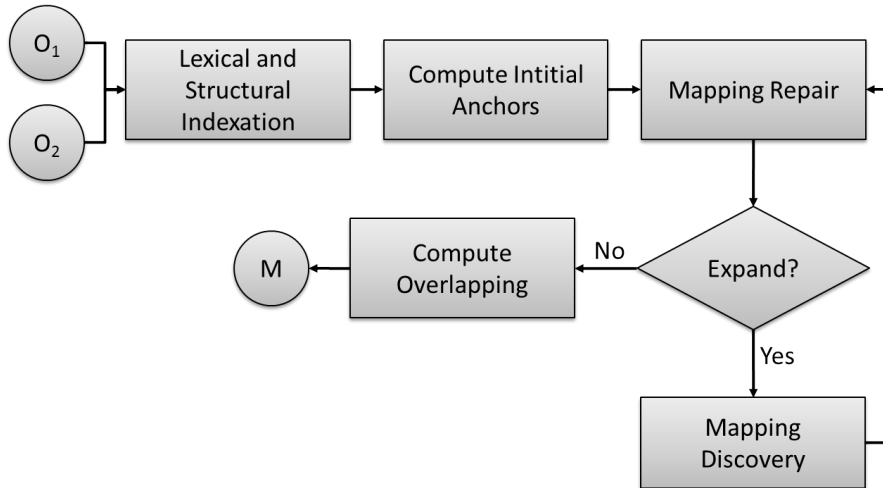 O₁
O₂
Lexical and
Structural
Indexation
Compute Intitial
Anchors
Mapping Repair
Expand?
No
Compute
Overlapping
M
Yes
Mapping
Discovery